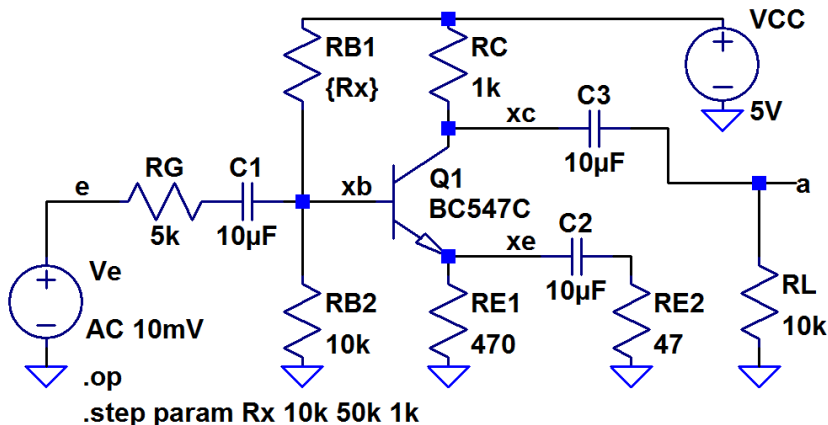 VCC
RB1
RC
{Rx}
1k
C3
xc
5V
10µF
RG
C1
e
xb
Q1
a
BC547C
5k
10µF
C2
xe
Ve
RB2
10µF
RL
RE1
RE2
AC 10mV
10k
470
47
10k
.op
.step param Rx 10k 50k 1k